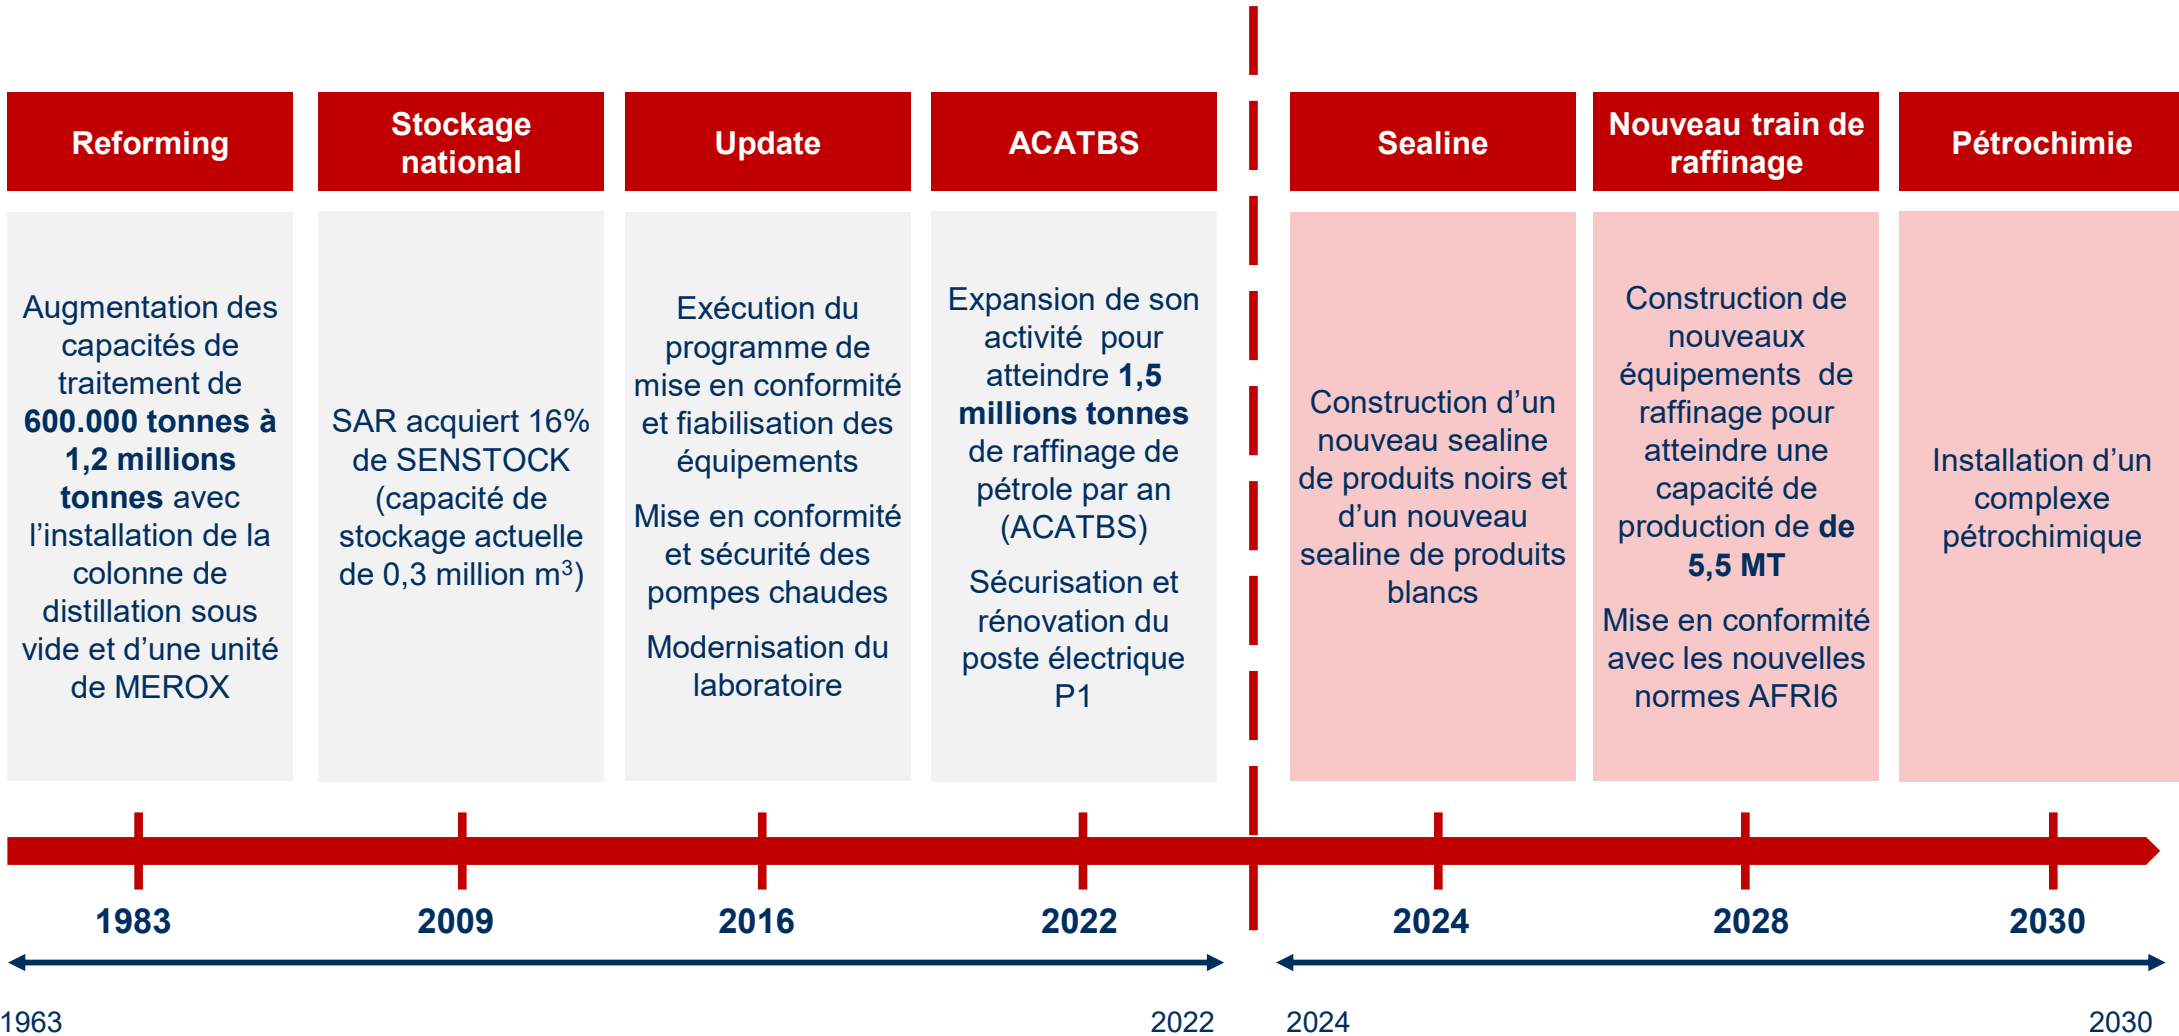 Reforming
Augmentation des
capacités de
traitement de
600.000 tonnes à
1,2 millions
tonnes avec
l’installation de la
colonne de
distillation sous
vide et d’une unité
de MEROX
Stockage
national
SAR acquiert 16%
de SENSTOCK
(capacité de
stockage actuelle
de 0,3 million m³)
Update
Exécution du
programme de
mise en conformité
et fiabilisation des
équipements
Mise en conformité
et sécurité des
pompes chaudes
Modernisation du
laboratoire
ACATBS
Expansion de son
activité  pour
atteindre 1,5
millions tonnes
de raffinage de
pétrole par an
(ACATBS)
Sécurisation et
rénovation du
poste électrique
P1
Sealine
Construction d’un
nouveau sealine
de produits noirs et
d’un nouveau
sealine de produits
blancs
Nouveau train de
raffinage
Construction de
nouveaux
équipements  de
raffinage pour
atteindre une
capacité de
production de de
5,5 MT
Mise en conformité
avec les nouvelles
normes AFRI6
Pétrochimie
Installation d’un
complexe
pétrochimique
1983
2009
2016
2022
2024
2028
2030
1963
2022
2024
2030